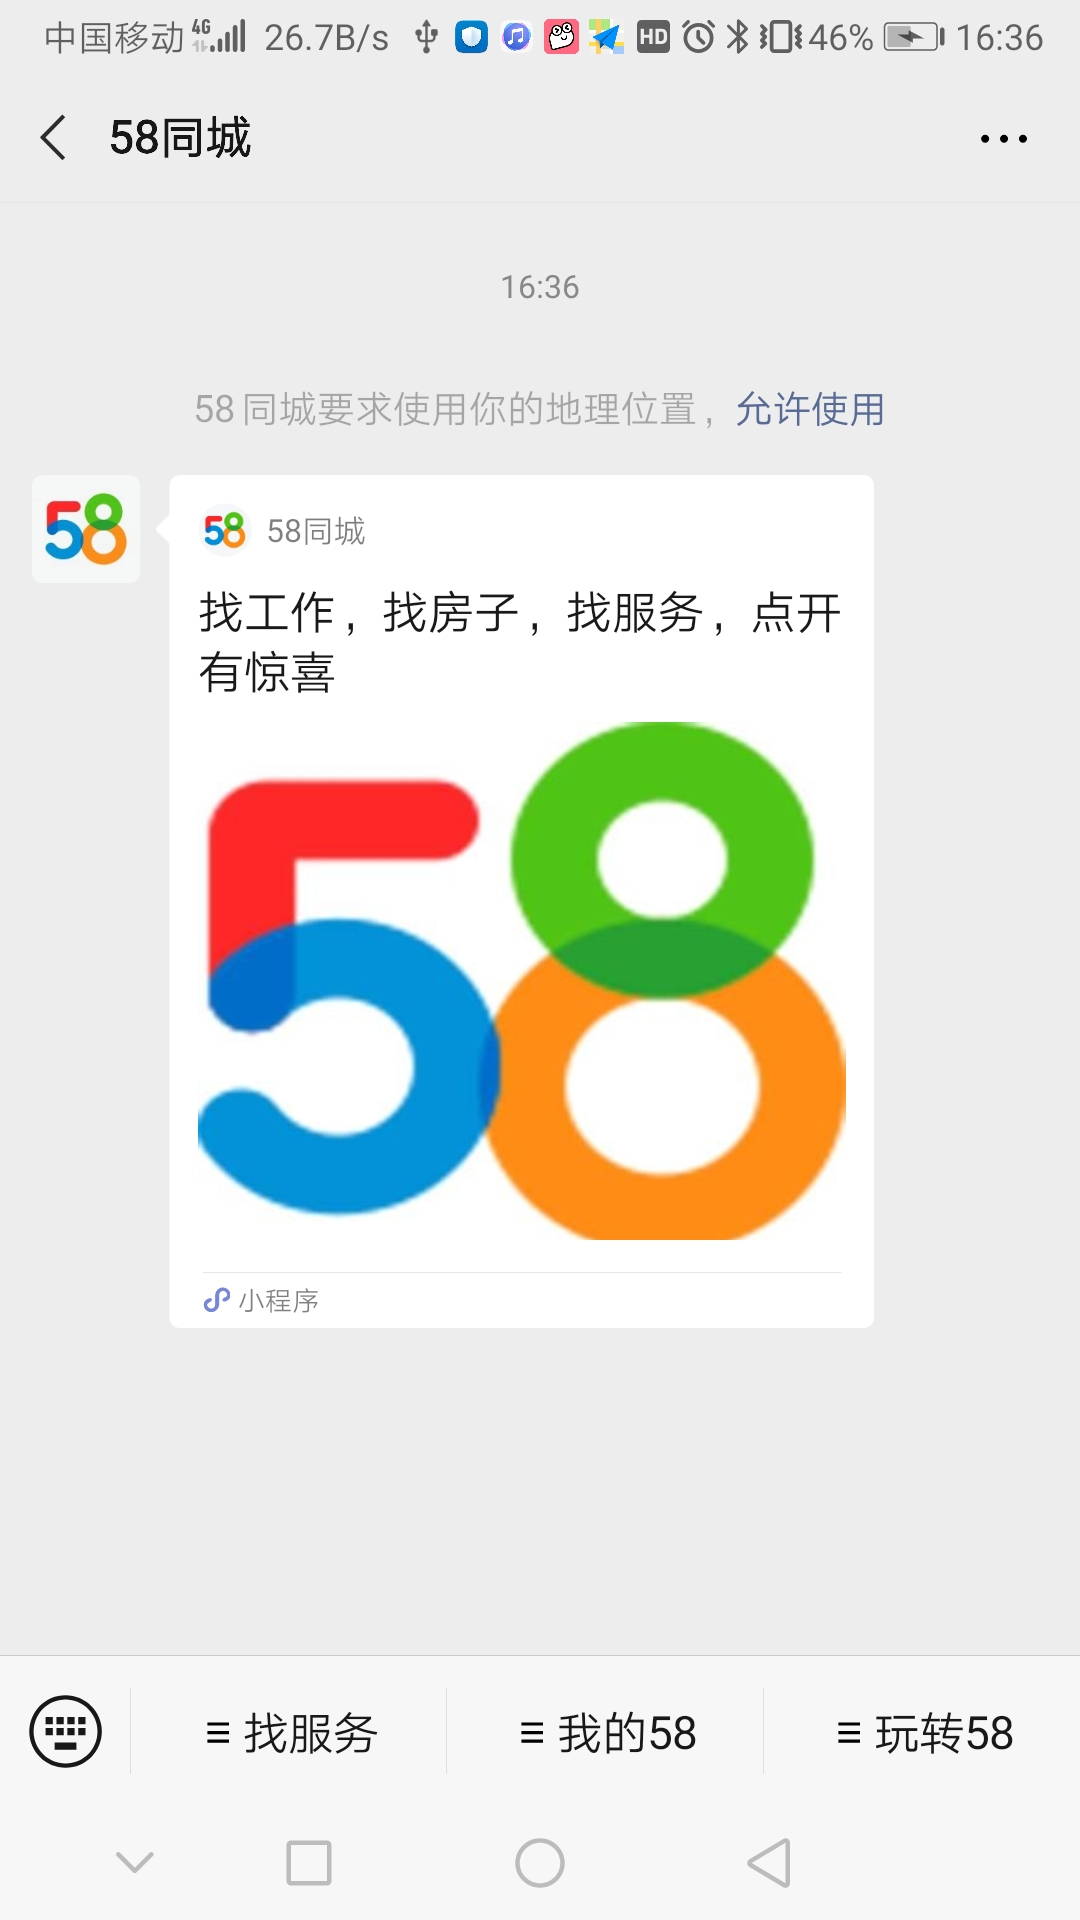 中国移动 4G 26.7B/s HD 46% 16:36
58同城
16:36
58同城要求使用你的地理位置，允许使用
58 58同城
找工作，找房子，找服务，点开
有惊喜
58
小程序
找服务 我的58 玩转58